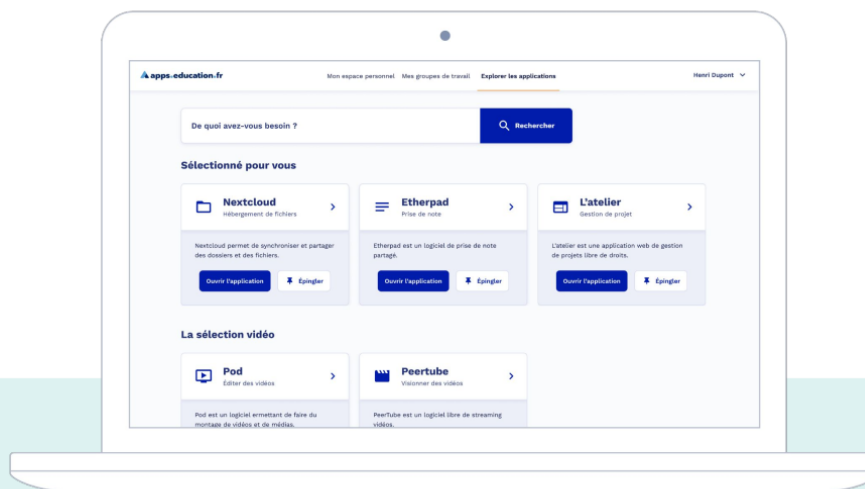 apps.education.fr
Mon espace personnel Mes groupes de travail Explorer les applications
Henri Dupont
De quoi avez-vous besoin ?
Rechercher
Sélectionné pour vous
Nextcloud
Hébergement de fichiers
Nextcloud permet de synchroniser et partager
des dossiers et des fichiers.
Ouvrir l'application
Épingler
Etherpad
Prise de note
Etherpad est un logiciel de prise de note
partagé.
Ouvrir l'application
Épingler
L'atelier
Gestion de projet
L'atelier est une application web de gestion
de projets libre de droits.
Ouvrir l'application
Épingler
La sélection vidéo
Pod
Éditer des vidéos
Pod est un logiciel ermettant de faire du
montage de vidéos et de médias.
Peertube
Visionner des vidéos
PeerTube est un logiciel libre de streaming
vidéos.